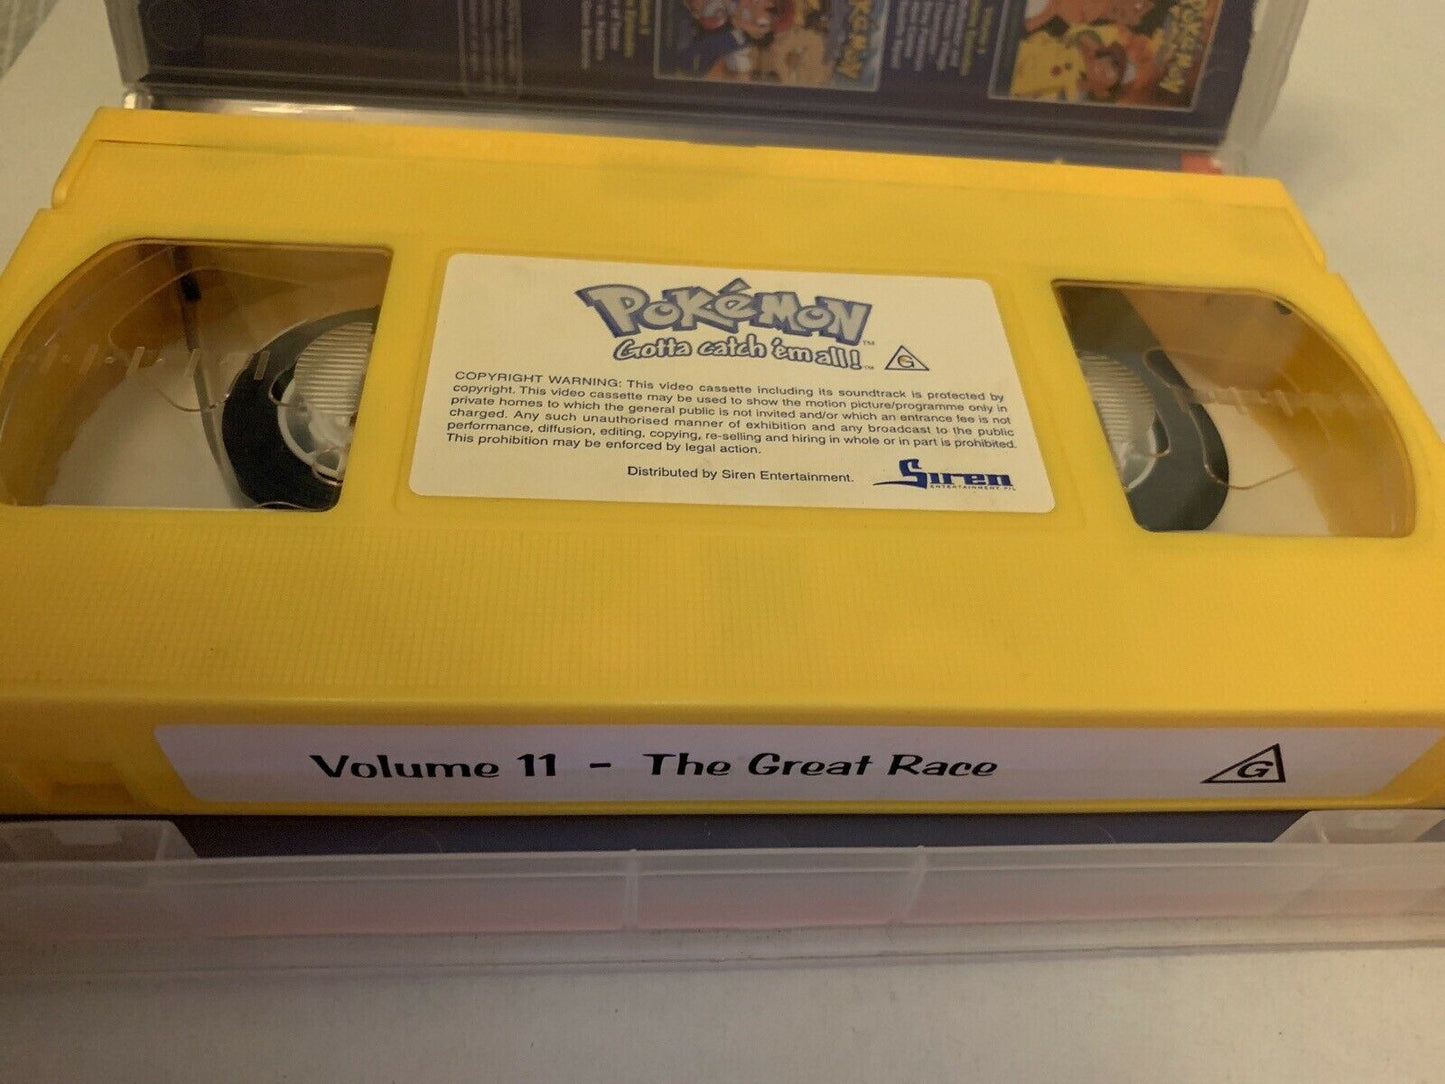 POKéMON™
Gotta catch 'em all!™ G
COPYRIGHT WARNING: This video cassette including its soundtrack is protected by
copyright. This video cassette may be used to show the motion picture/programme only in
private homes to which the general public is not invited and/or which an entrance fee is not
charged. Any such unauthorised manner of exhibition and any broadcast to the public
performance, diffusion, editing, copying, re-selling and hiring in whole or in part is prohibited.
This prohibition may be enforced by legal action.
Distributed by Siren Entertainment.
Siren
ENTERTAINMENT P/L
Volume 11 - The Great Race G